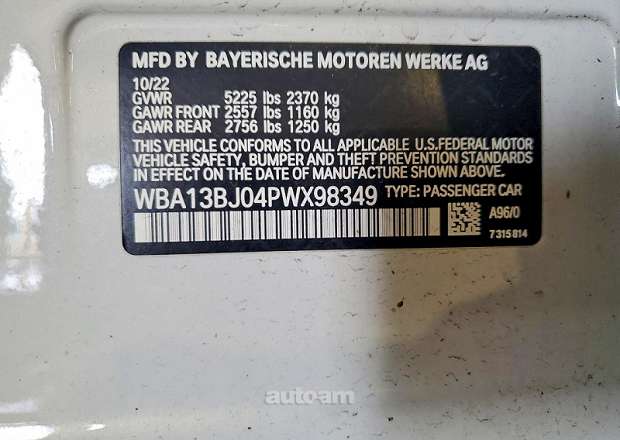 MFD BY BAYERISCHE MOTOREN WERKE AG
10/22
GVWR 5225 lbs 2370 kg
GAWR FRONT 2557 lbs 1160 kg
GAWR REAR 2756 lbs 1250 kg
THIS VEHICLE CONFORMS TO ALL APPLICABLE U.S.FEDERAL MOTOR
VEHICLE SAFETY, BUMPER AND THEFT PREVENTION STANDARDS
IN EFFECT ON THE DATE OF MANUFACTURE SHOWN ABOVE.
WBA13BJ04PWX98349 TYPE: PASSENGER CAR
A96/0
7315814
auto·am